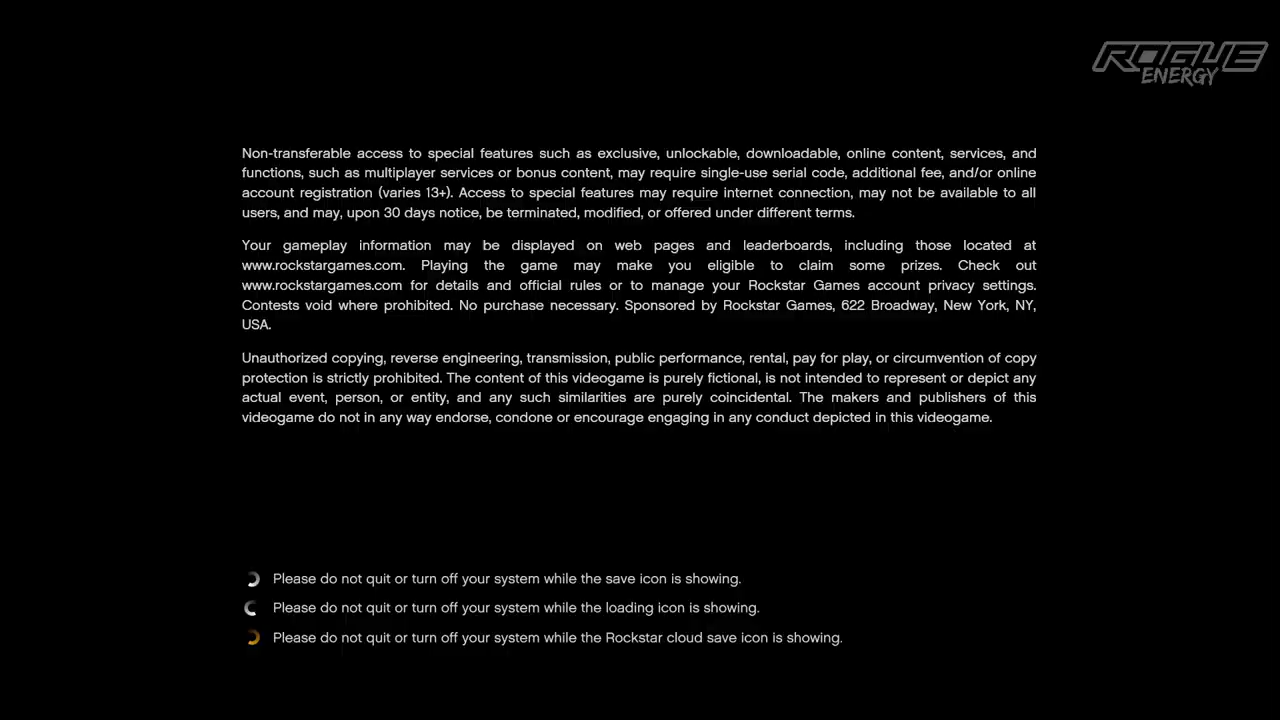 ROGUE
ENERGY
Non-transferable access to special features such as exclusive, unlockable, downloadable, online content, services, and
functions, such as multiplayer services or bonus content, may require single-use serial code, additional fee, and/or online
account registration (varies 13+). Access to special features may require internet connection, may not be available to all
users, and may, upon 30 days notice, be terminated, modified, or offered under different terms.
Your gameplay information may be displayed on web pages and leaderboards, including those located at
www.rockstargames.com. Playing the game may make you eligible to claim some prizes. Check out
www.rockstargames.com for details and official rules or to manage your Rockstar Games account privacy settings.
Contests void where prohibited. No purchase necessary. Sponsored by Rockstar Games, 622 Broadway, New York, NY,
USA.
Unauthorized copying, reverse engineering, transmission, public performance, rental, pay for play, or circumvention of copy
protection is strictly prohibited. The content of this videogame is purely fictional, is not intended to represent or depict any
actual event, person, or entity, and any such similarities are purely coincidental. The makers and publishers of this
videogame do not in any way endorse, condone or encourage engaging in any conduct depicted in this videogame.
Please do not quit or turn off your system while the save icon is showing.
Please do not quit or turn off your system while the loading icon is showing.
Please do not quit or turn off your system while the Rockstar cloud save icon is showing.